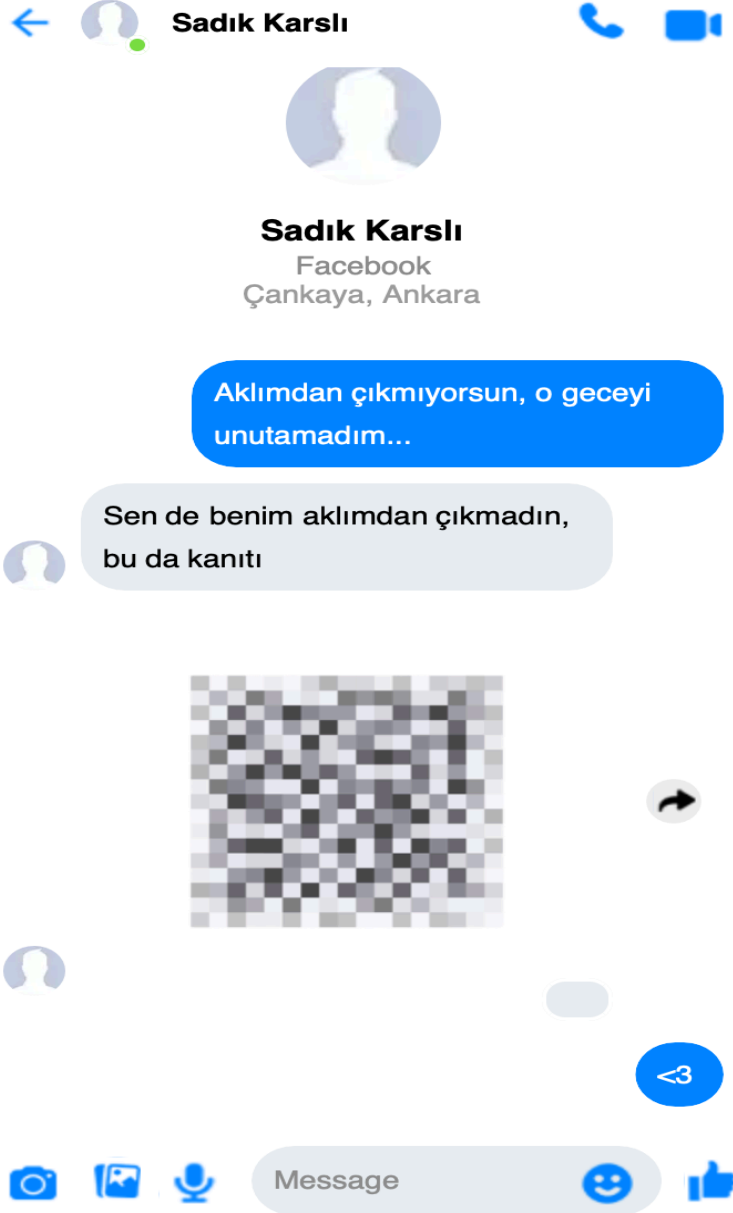 Sadık Karslı
Sadık Karslı
Facebook
Çankaya, Ankara
Aklımdan çıkmıyorsun, o geceyi
unutamadım...
Sen de benim aklımdan çıkmadın,
bu da kanıtı
<3
Message